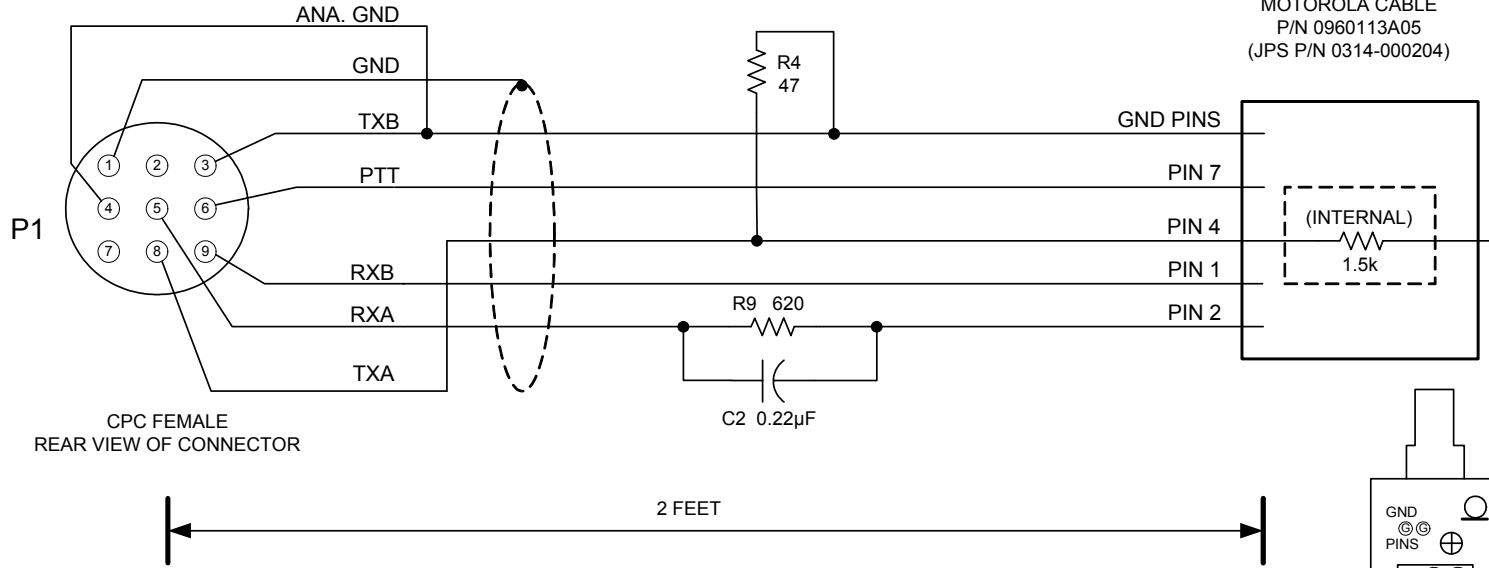 MOTOROLA CABLE
P/N 0960113A05
(JPS P/N 0314-000204)
ANA. GND
GND
TXB
PTT
RXB
RXA
TXA
P1
1 2 3
4 5 6
7 8 9
CPC FEMALE
REAR VIEW OF CONNECTOR
R4
47
R9 620
C2 0.22µF
GND PINS
PIN 7
PIN 4
PIN 1
PIN 2
(INTERNAL)
1.5k
2 FEET
GND
G G
PINS